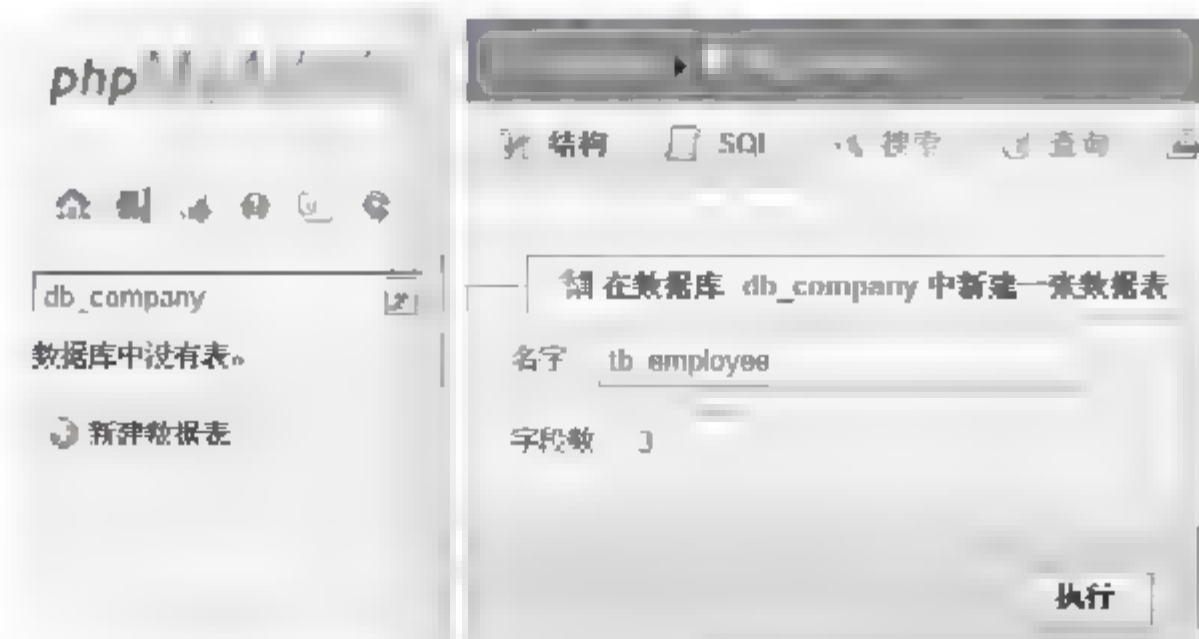 php
结构 SQL 搜索 查询
db_company
在数据库 db_company 中新建一张数据表
数据库中没有表。
名字 tb_employee
新建数据表
字段数
执行